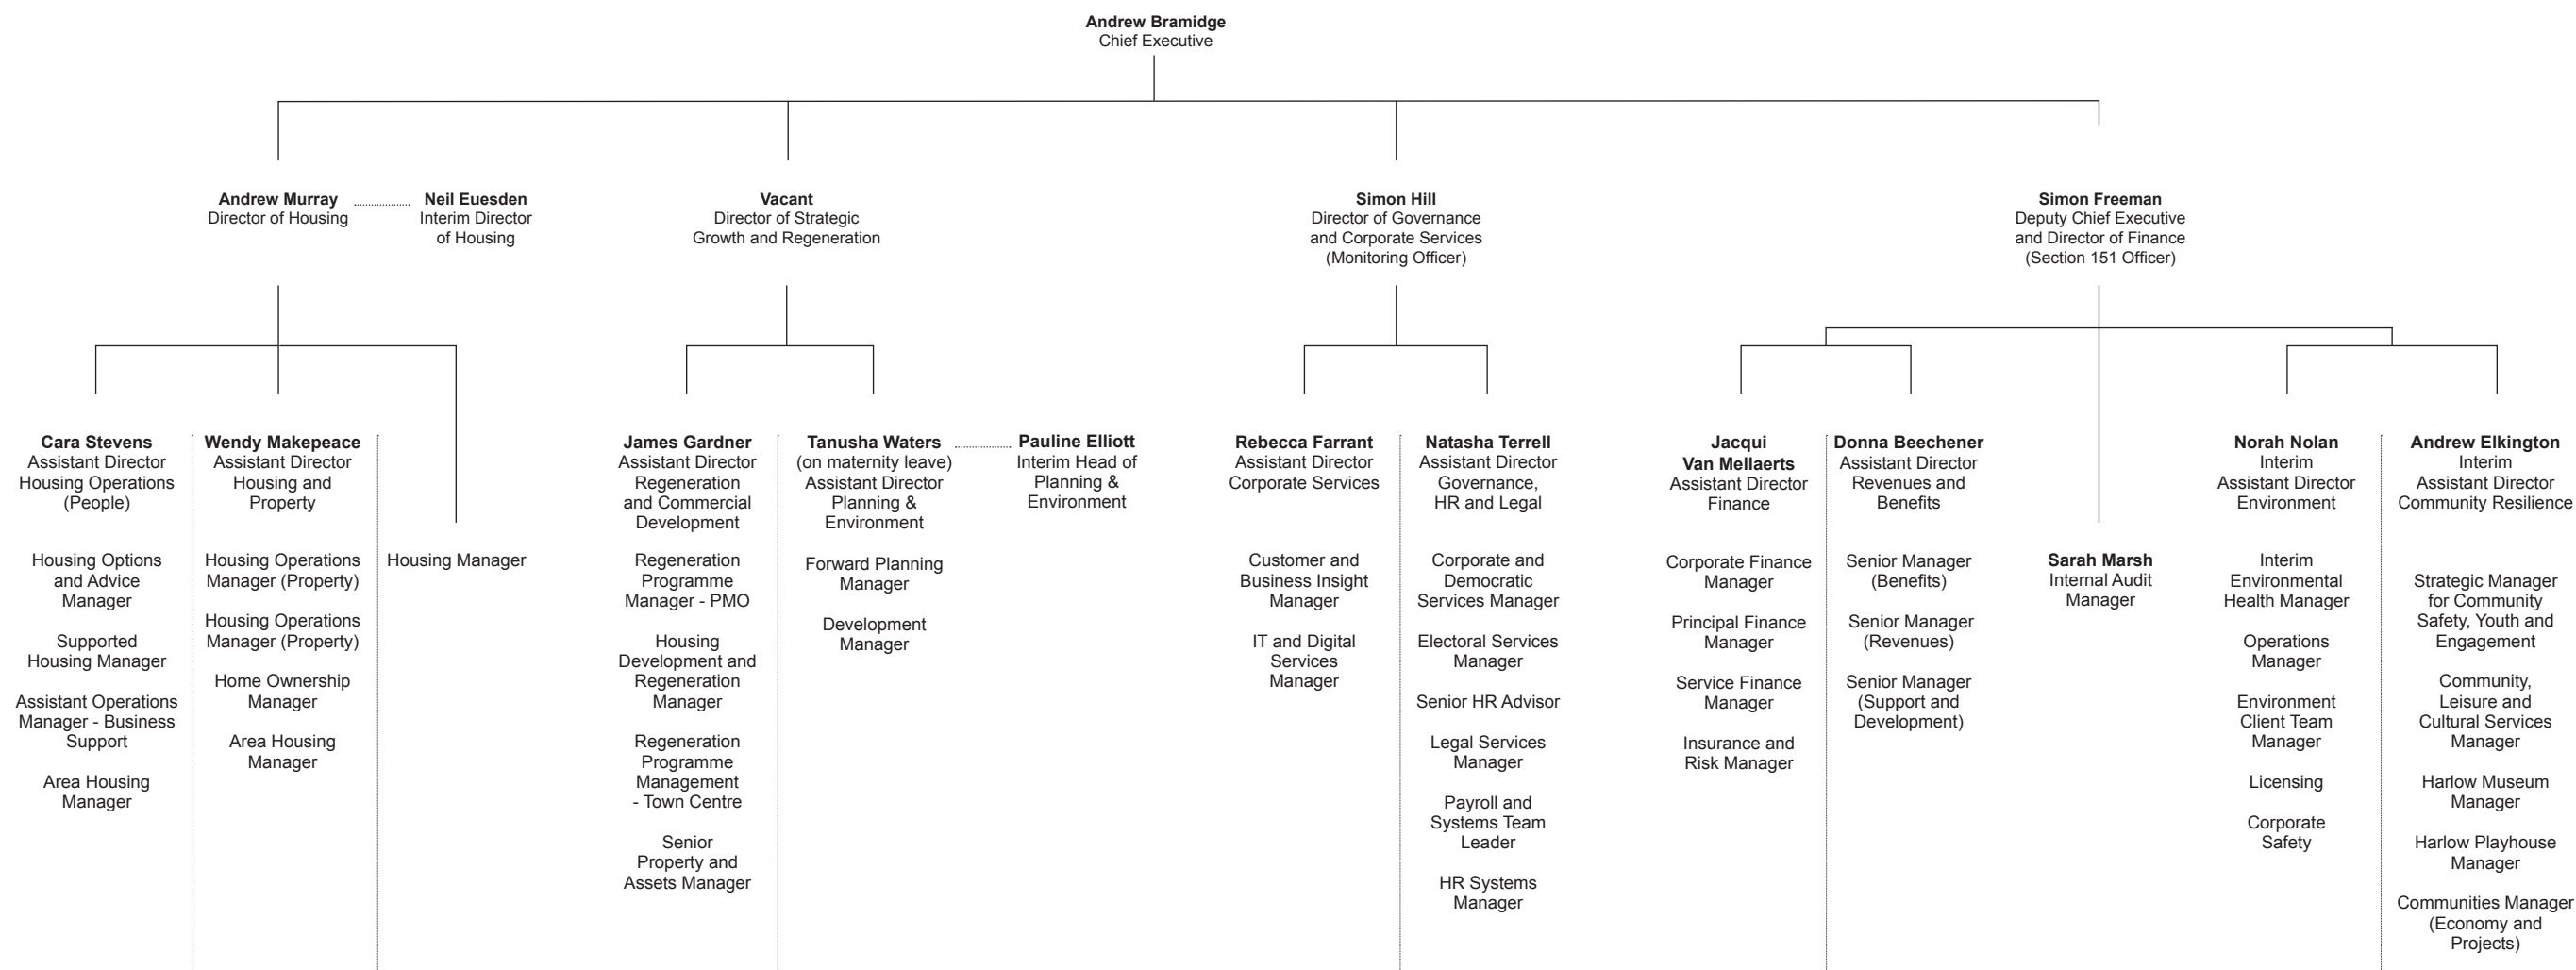 Andrew Bramidge
Chief Executive
Andrew Murray
Director of Housing
Neil Euesden
Interim Director
of Housing
Vacant
Director of Strategic
Growth and Regeneration
Simon Hill
Director of Governance
and Corporate Services
(Monitoring Officer)
Simon Freeman
Deputy Chief Executive
and Director of Finance
(Section 151 Officer)
Cara Stevens
Assistant Director
Housing Operations
(People)
Housing Options
and Advice
Manager
Supported
Housing Manager
Assistant Operations
Manager - Business
Support
Area Housing
Manager
Wendy Makepeace
Assistant Director
Housing and
Property
Housing Operations
Manager (Property)
Housing Operations
Manager (Property)
Home Ownership
Manager
Area Housing
Manager
Housing Manager
James Gardner
Assistant Director
Regeneration
and Commercial
Development
Regeneration
Programme
Manager - PMO
Housing
Development and
Regeneration
Manager
Regeneration
Programme
Management
- Town Centre
Senior
Property and
Assets Manager
Tanusha Waters
(on maternity leave)
Assistant Director
Planning &
Environment
Forward Planning
Manager
Development
Manager
Pauline Elliott
Interim Head of
Planning &
Environment
Rebecca Farrant
Assistant Director
Corporate Services
Customer and
Business Insight
Manager
IT and Digital
Services
Manager
Natasha Terrell
Assistant Director
Governance,
HR and Legal
Corporate and
Democratic
Services Manager
Electoral Services
Manager
Senior HR Advisor
Legal Services
Manager
Payroll and
Systems Team
Leader
HR Systems
Manager
Jacqui
Van Mellaerts
Assistant Director
Finance
Corporate Finance
Manager
Principal Finance
Manager
Service Finance
Manager
Insurance and
Risk Manager
Donna Beechener
Assistant Director
Revenues and
Benefits
Senior Manager
(Benefits)
Senior Manager
(Revenues)
Senior Manager
(Support and
Development)
Sarah Marsh
Internal Audit
Manager
Norah Nolan
Interim
Assistant Director
Environment
Interim
Environmental
Health Manager
Operations
Manager
Environment
Client Team
Manager
Licensing
Corporate
Safety
Andrew Elkington
Interim
Assistant Director
Community Resilience
Strategic Manager
for Community
Safety, Youth and
Engagement
Community,
Leisure and
Cultural Services
Manager
Harlow Museum
Manager
Harlow Playhouse
Manager
Communities Manager
(Economy and
Projects)